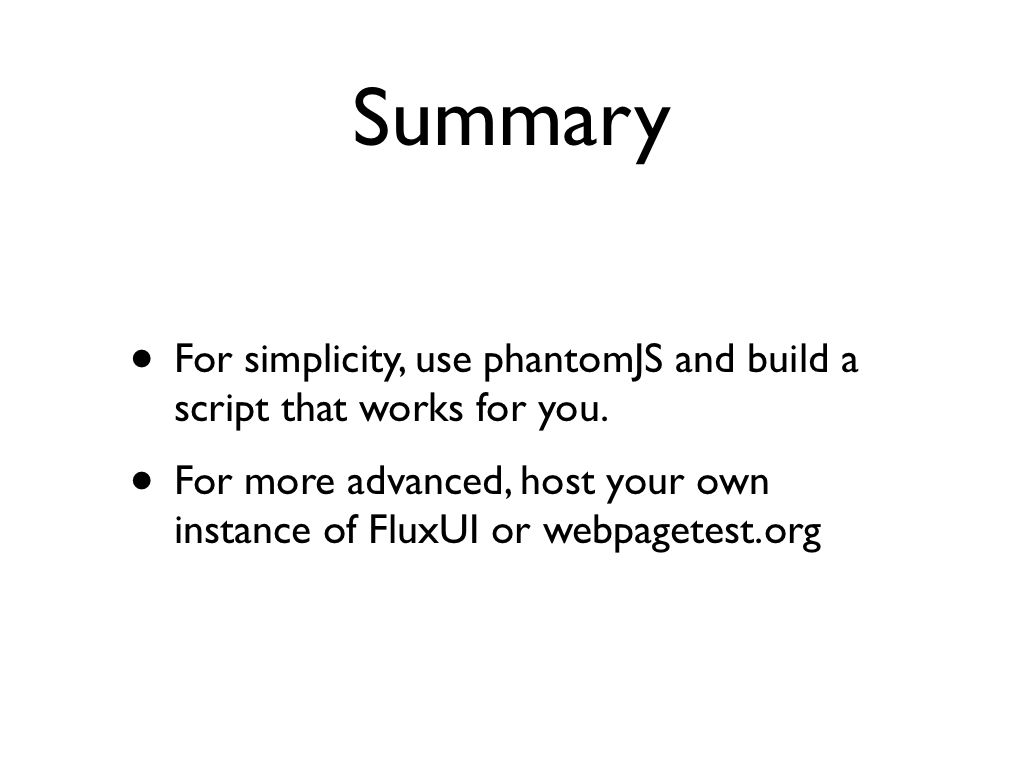 Summary
• For simplicity, use phantomJS and build a
script that works for you.
• For more advanced, host your own
instance of FluxUI or webpagetest.org